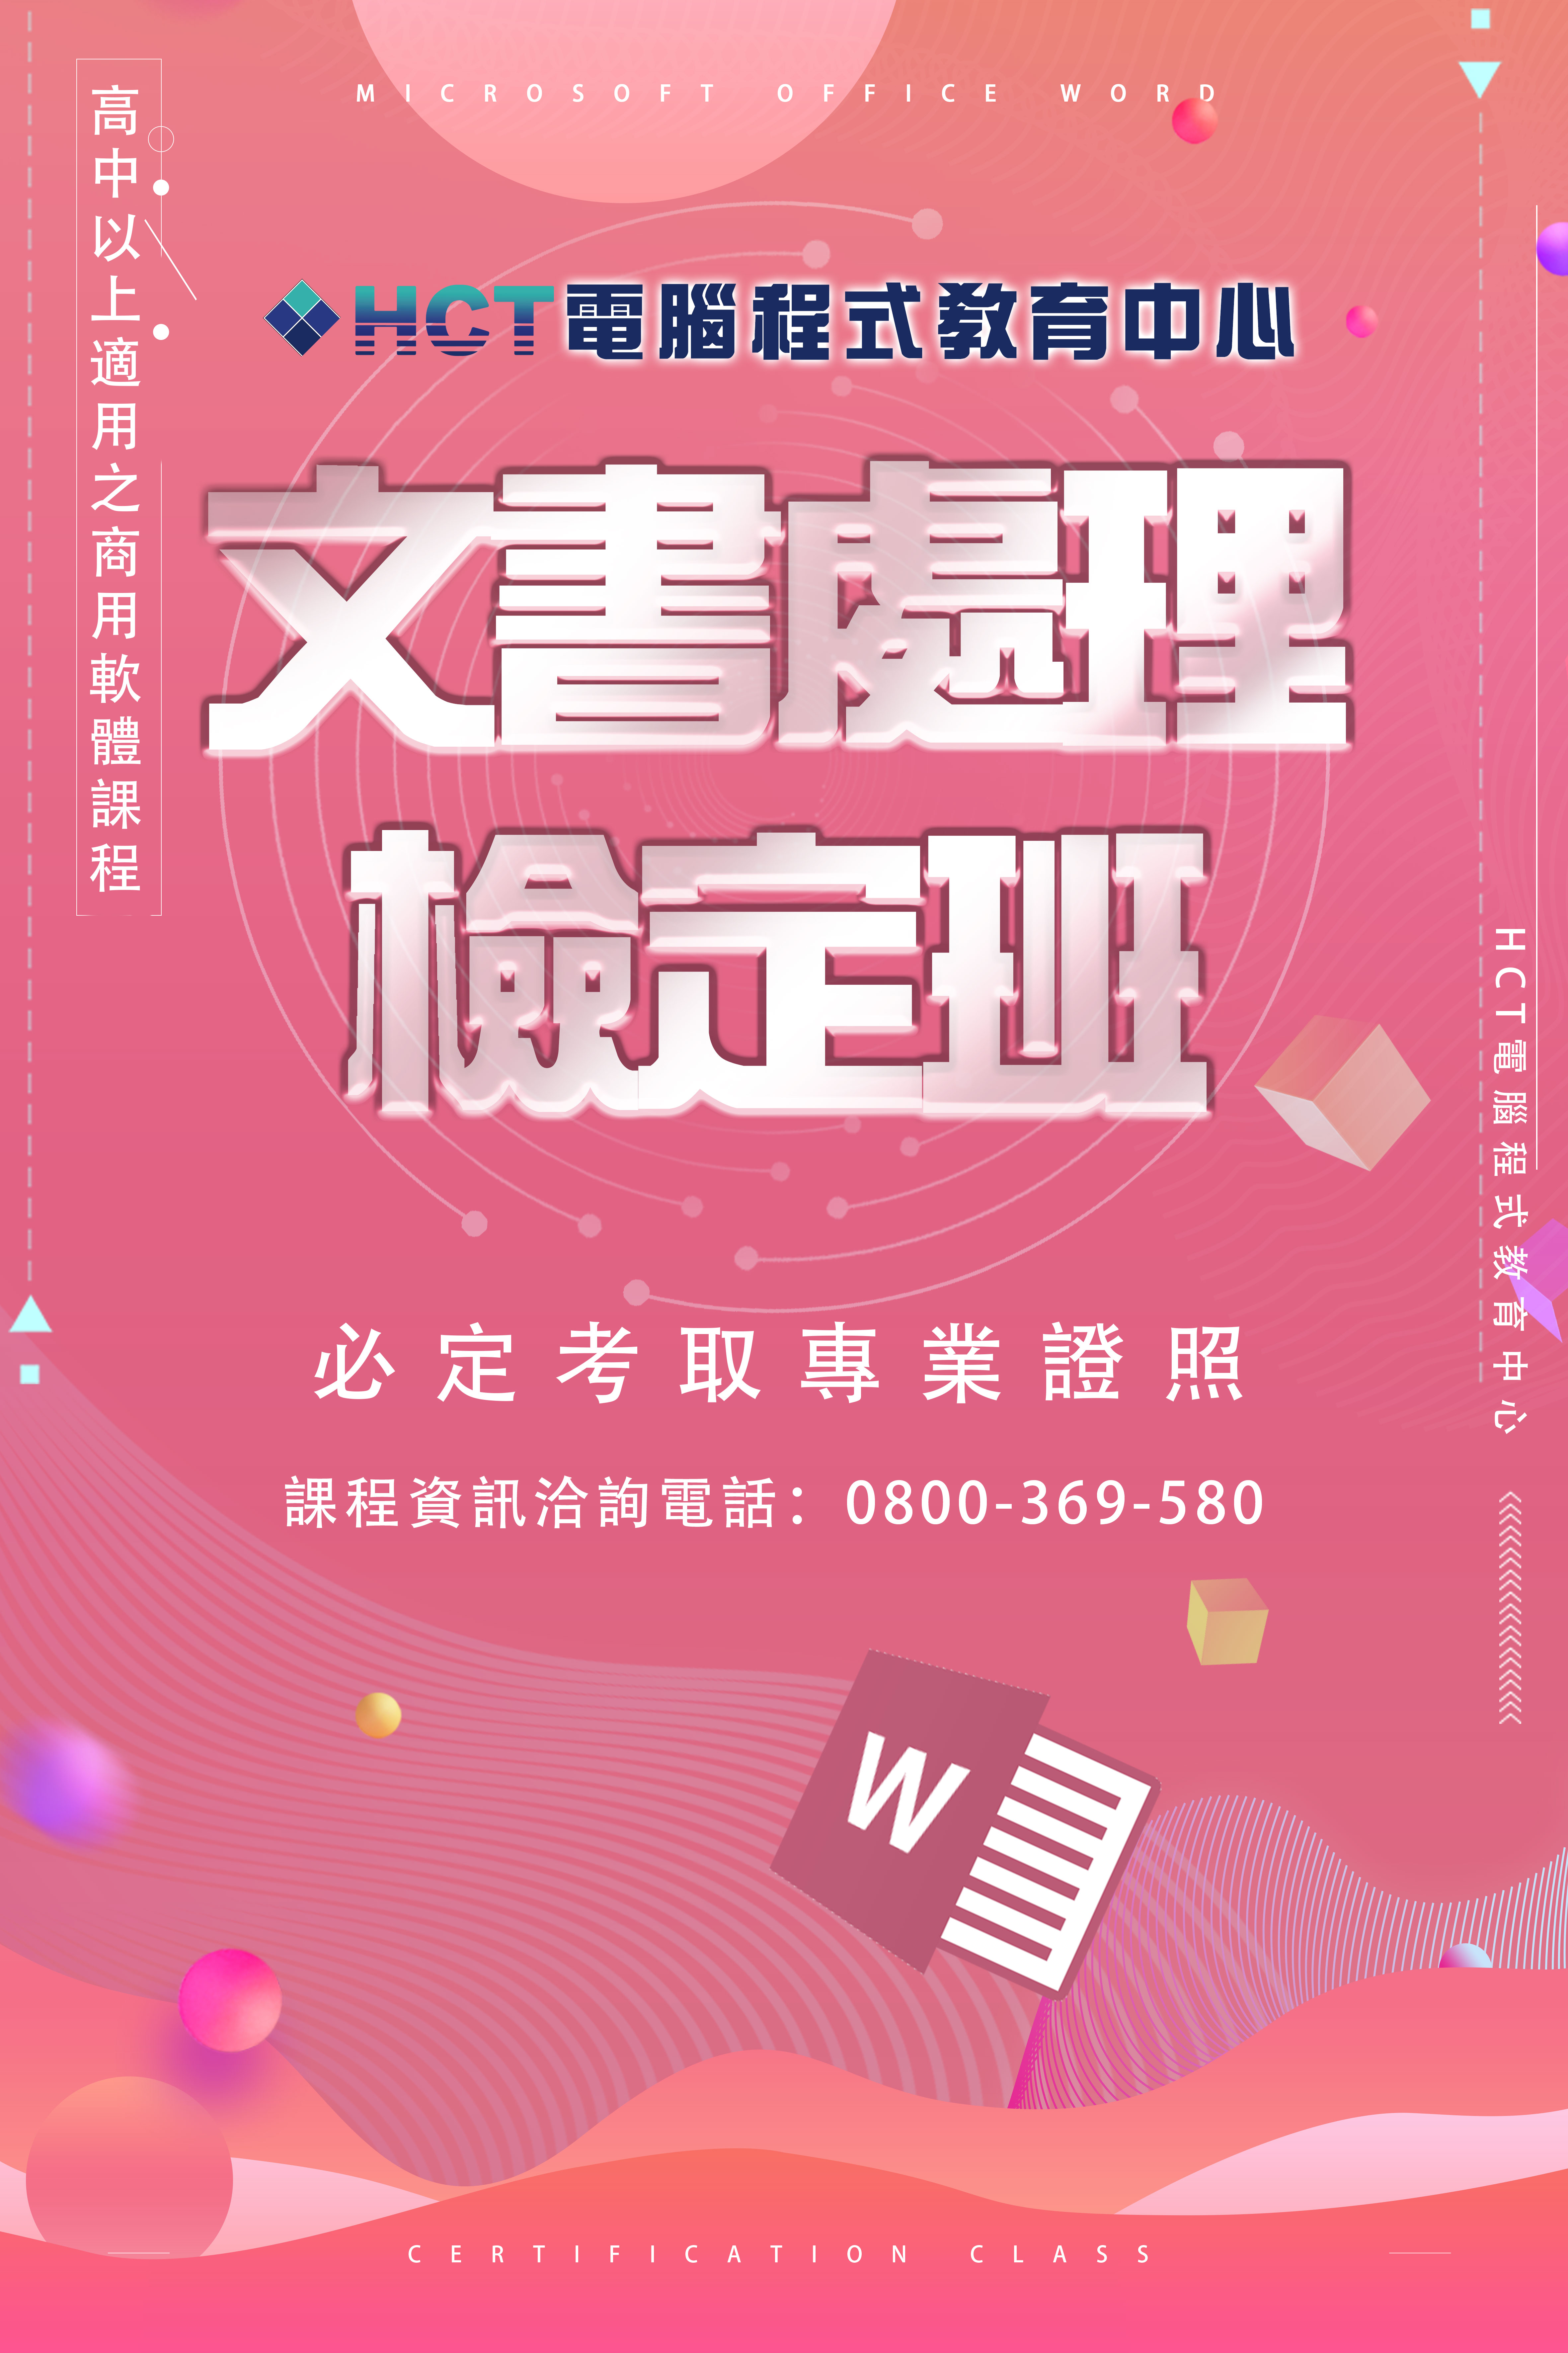 MICROSOFT OFFICE WORD
高中以上適用之商用軟體課程
HCT電腦程式教育中心
文書處理
檢定班
HCT電腦程式教育中心
必定考取專業證照
課程資訊洽詢電話：0800-369-580
W
CERTIFICATION CLASS